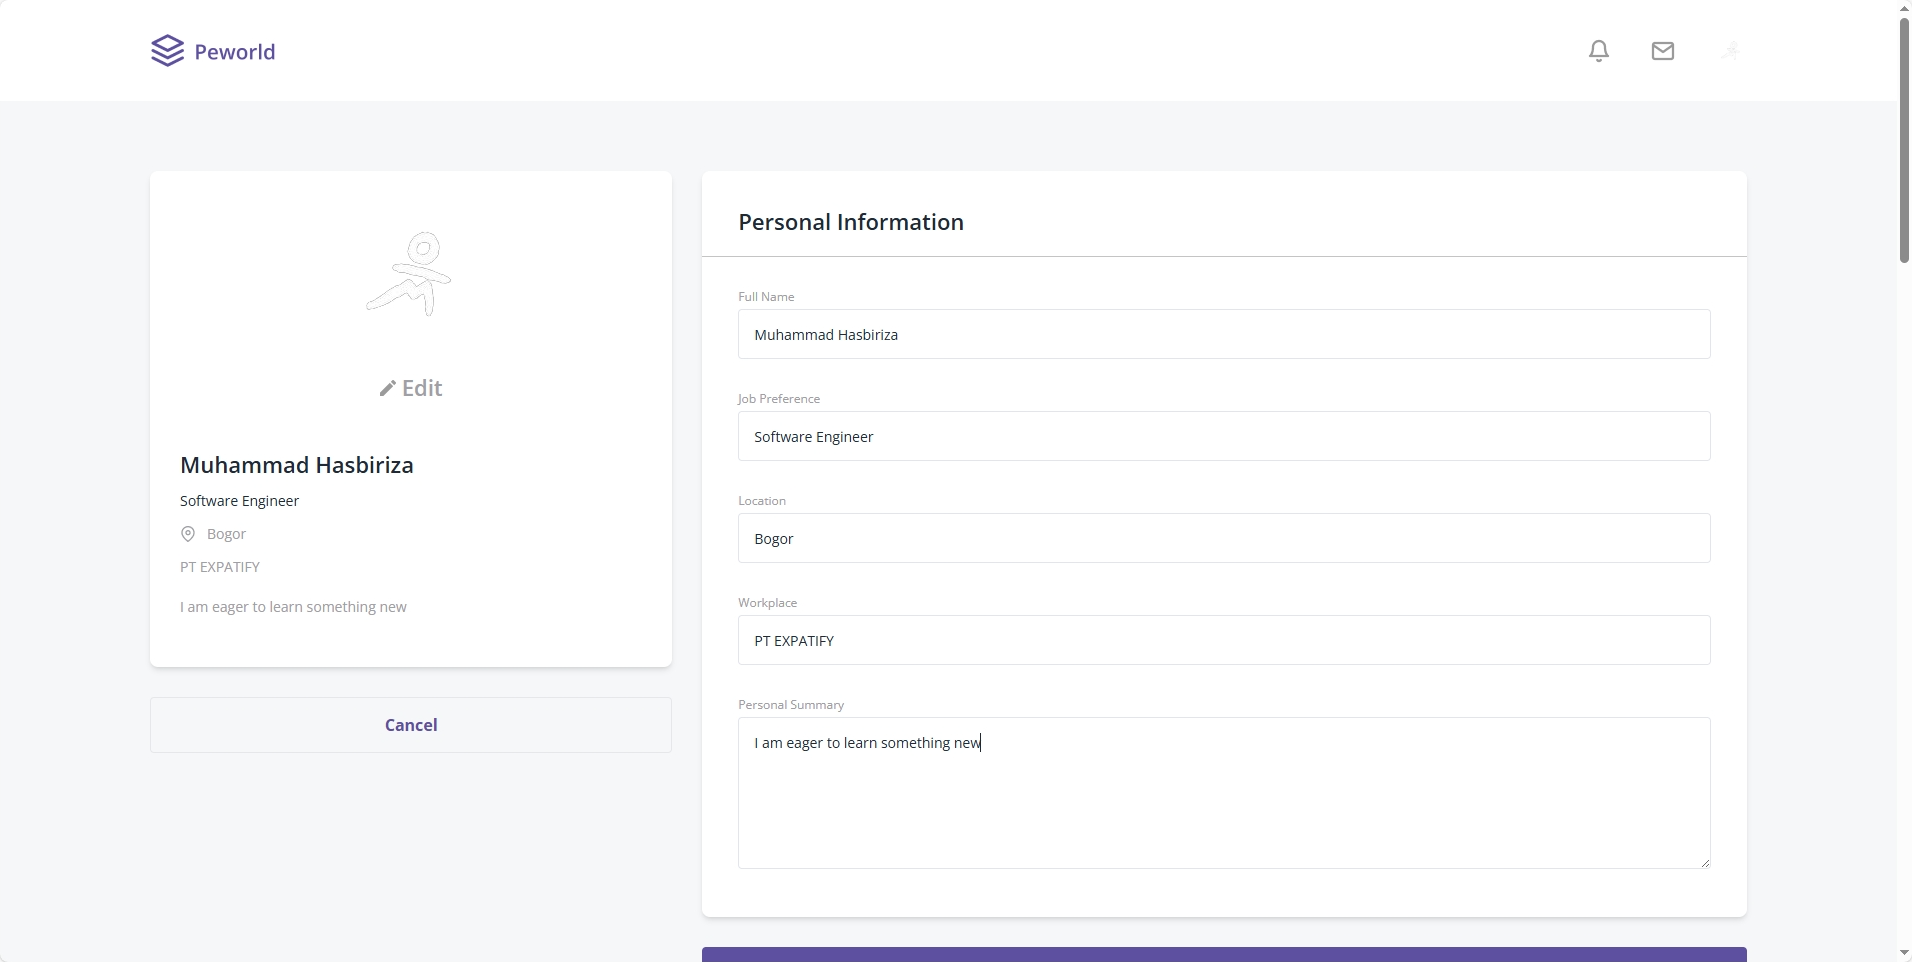 Peworld
Edit
Muhammad Hasbiriza
Software Engineer
Bogor
PT EXPATIFY
I am eager to learn something new
Cancel
Personal Information
Full Name
Muhammad Hasbiriza
Job Preference
Software Engineer
Location
Bogor
Workplace
PT EXPATIFY
Personal Summary
I am eager to learn something new